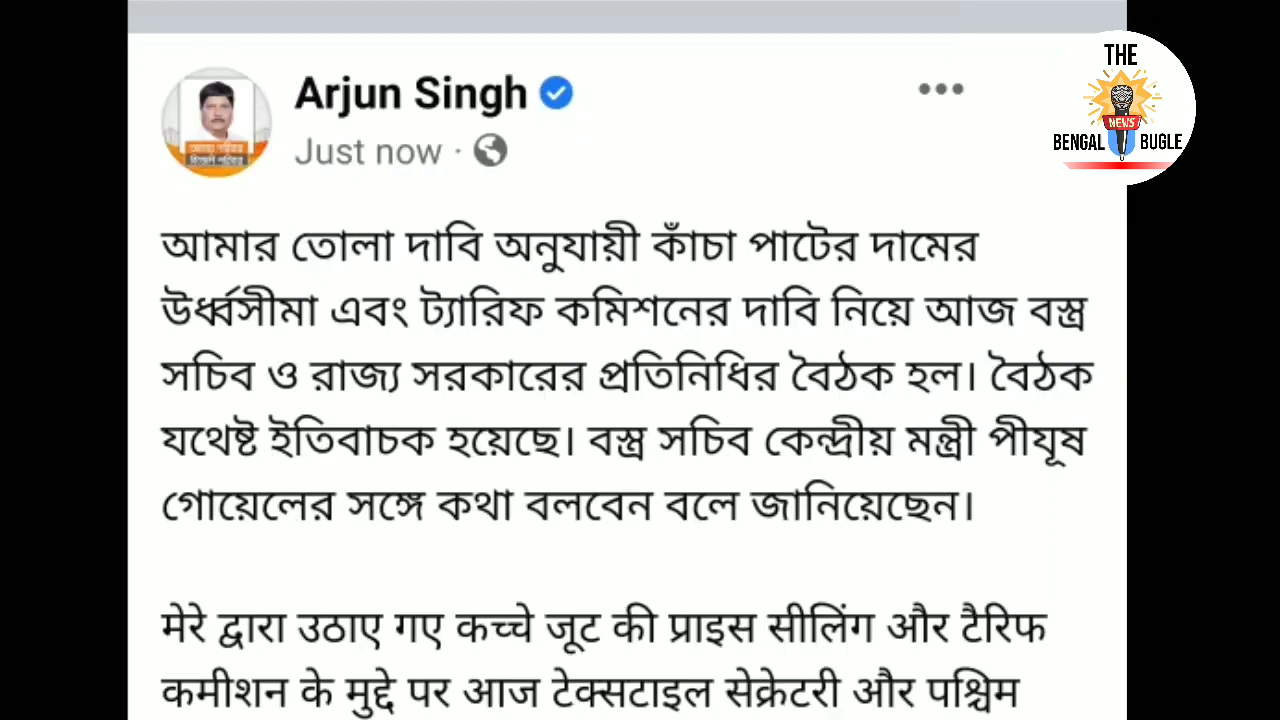 Arjun Singh
Just now ·
আমার তোলা দাবি অনুযায়ী কাঁচা পাটের দামের
উর্ধ্বসীমা এবং ট্যারিফ কমিশনের দাবি নিয়ে আজ বস্ত্র
সচিব ও রাজ্য সরকারের প্রতিনিধির বৈঠক হল। বৈঠক
যথেষ্ট ইতিবাচক হয়েছে। বস্ত্র সচিব কেন্দ্রীয় মন্ত্রী পীযূষ
গোয়েলের সঙ্গে কথা বলবেন বলে জানিয়েছেন।
मेरे द्वारा उठाए गए कच्चे जूट की प्राइस सीलिंग और टैरिफ
कमीशन के मुद्दे पर आज टेक्सटाइल सेक्रेटरी और पश्चिम
THE
NEWS
BENGAL BUGLE